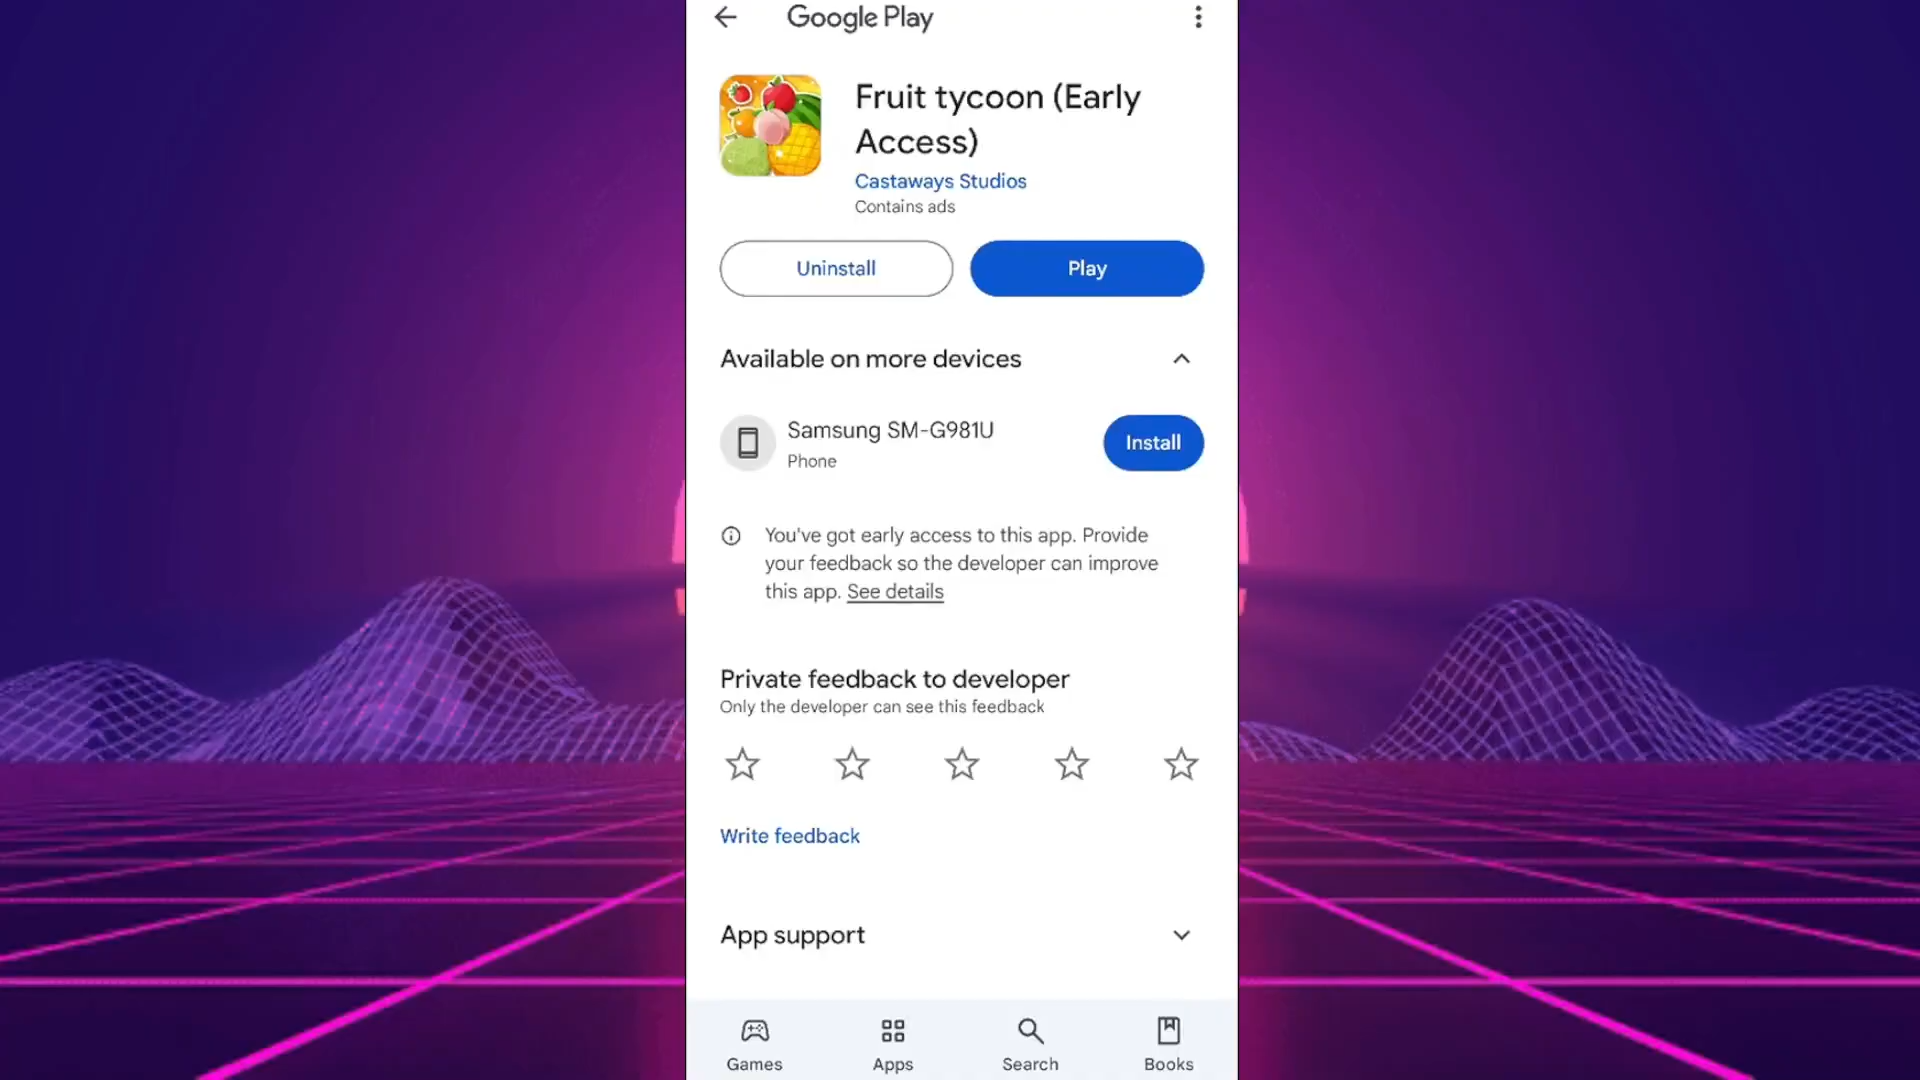 Google Play
Fruit tycoon (Early
Access)
Castaways Studios
Contains ads
Uninstall
Play
Available on more devices
Samsung SM-G981U
Phone
Install
You've got early access to this app. Provide
your feedback so the developer can improve
this app. See details
Private feedback to developer
Only the developer can see this feedback
Write feedback
App support
Games
Apps
Search
Books